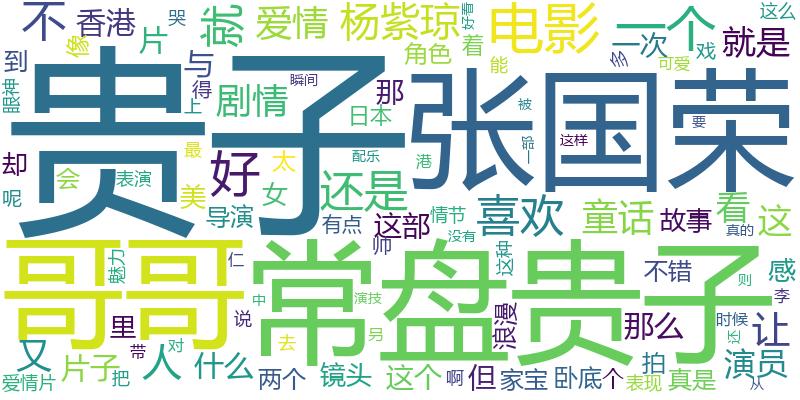 不 香港 片 哭 就 爱情 杨紫琼 电影 好看 一个 这么
像 与 角色 着 能 一次 戏 就是
到 眼神 得 上 瞬间 剧情 那 日本 多 可爱
贵子 张国荣
却 呢 会 表演 最 美 好 太 女 配乐 还是 港 被 一部 这样 要
导演 有点 这部 情节 没有 喜欢 童话 故事 看 真的 这
哥哥 常盘贵子
魅力 仁 帅 这种 不错 感
里 带 说 中 去 演技 另 浪漫 那么 则 李 时候 让
又 对 人 还
爱情片 片子 把 什么 两个 镜头 这个 啊 但 家宝 卧底 个 拍 表现 真是 演员 从